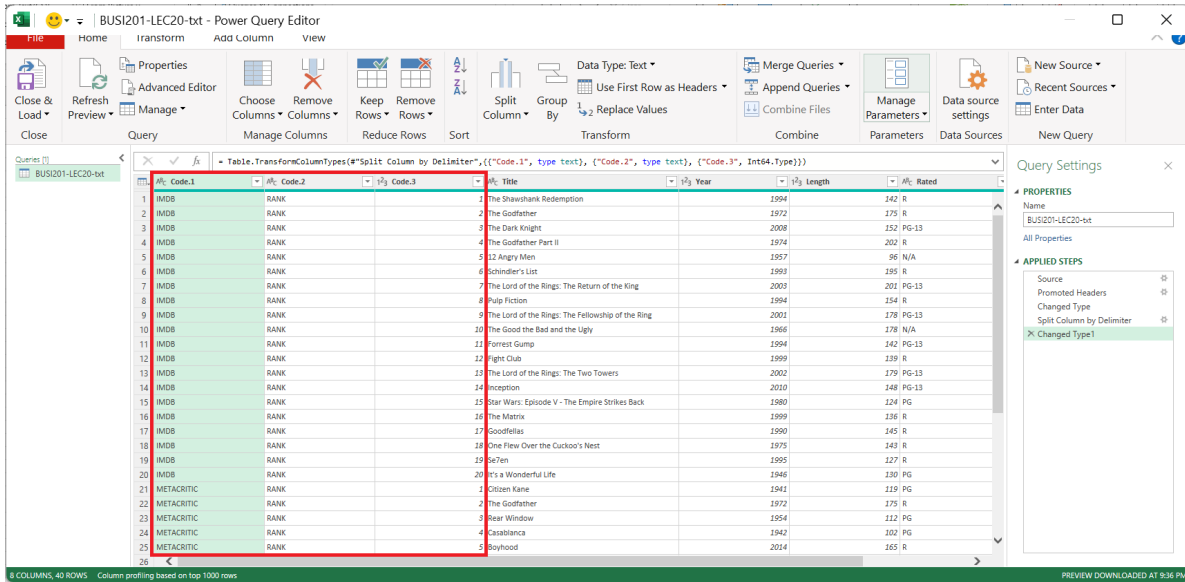 BUSI201-LEC20-txt - Power Query Editor
File Home Transform Add Column View
Close & Load
Refresh Preview
Properties
Advanced Editor
Manage
Choose Columns
Remove Columns
Keep Rows
Remove Rows
Split Column
Group By
Data Type: Text
Use First Row as Headers
Replace Values
Merge Queries
Append Queries
Combine Files
Manage Parameters
Data source settings
New Source
Recent Sources
Enter Data
Close Query Manage Columns Reduce Rows Sort Transform Combine Parameters Data Sources New Query
Queries [1]
BUSI201-LEC20-txt
fx = Table.TransformColumnTypes(#"Split Column by Delimiter",{{"Code.1", type text}, {"Code.2", type text}, {"Code.3", Int64.Type}})
Code.1 Code.2 Code.3 Title Year Length Rated
1 IMDB RANK 1 The Shawshank Redemption 1994 142 R
2 IMDB RANK 2 The Godfather 1972 175 R
3 IMDB RANK 3 The Dark Knight 2008 152 PG-13
4 IMDB RANK 4 The Godfather Part II 1974 202 R
5 IMDB RANK 5 12 Angry Men 1957 96 N/A
6 IMDB RANK 6 Schindler's List 1993 195 R
7 IMDB RANK 7 The Lord of the Rings: The Return of the King 2003 201 PG-13
8 IMDB RANK 8 Pulp Fiction 1994 154 R
9 IMDB RANK 9 The Lord of the Rings: The Fellowship of the Ring 2001 178 PG-13
10 IMDB RANK 10 The Good the Bad and the Ugly 1966 178 N/A
11 IMDB RANK 11 Forrest Gump 1994 142 PG-13
12 IMDB RANK 12 Fight Club 1999 139 R
13 IMDB RANK 13 The Lord of the Rings: The Two Towers 2002 179 PG-13
14 IMDB RANK 14 Inception 2010 148 PG-13
15 IMDB RANK 15 Star Wars: Episode V - The Empire Strikes Back 1980 124 PG
16 IMDB RANK 16 The Matrix 1999 136 R
17 IMDB RANK 17 Goodfellas 1990 145 R
18 IMDB RANK 18 One Flew Over the Cuckoo's Nest 1975 143 R
19 IMDB RANK 19 Se7en 1995 127 R
20 IMDB RANK 20 It's a Wonderful Life 1946 130 PG
21 METACRITIC RANK 1 Citizen Kane 1941 119 PG
22 METACRITIC RANK 2 The Godfather 1972 175 R
23 METACRITIC RANK 3 Rear Window 1954 112 PG
24 METACRITIC RANK 4 Casablanca 1942 102 PG
25 METACRITIC RANK 5 Boyhood 2014 165 R
26
Query Settings
PROPERTIES
Name
BUSI201-LEC20-txt
All Properties
APPLIED STEPS
Source
Promoted Headers
Changed Type
Split Column by Delimiter
Changed Type1
8 COLUMNS, 40 ROWS Column profiling based on top 1000 rows
PREVIEW DOWNLOADED AT 9:36 PM